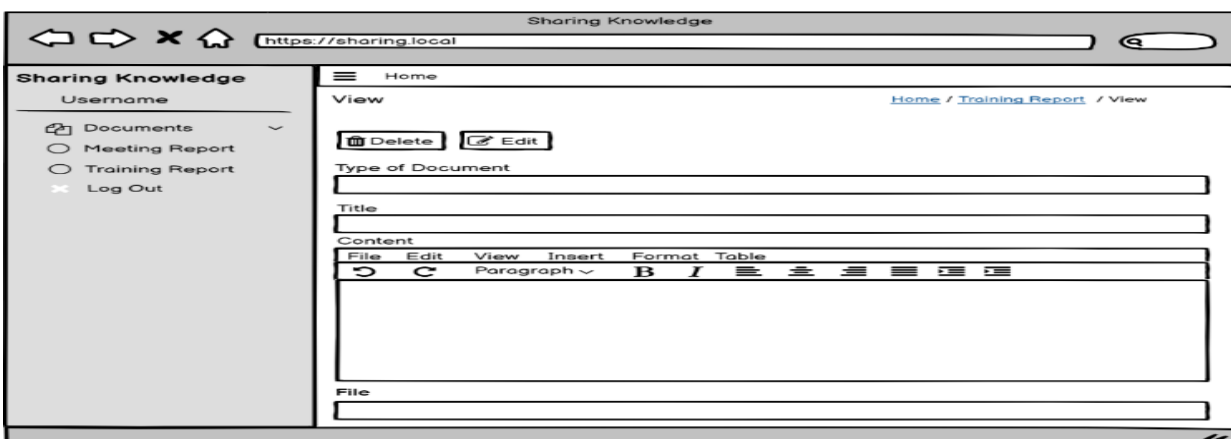 Sharing Knowledge
https://sharing.local
Sharing Knowledge
Username
Documents
Meeting Report
Training Report
Log Out
Home
View
Home / Training Report / View
Delete Edit
Type of Document
Title
Content
File Edit View Insert Format Table
Paragraph B I
File